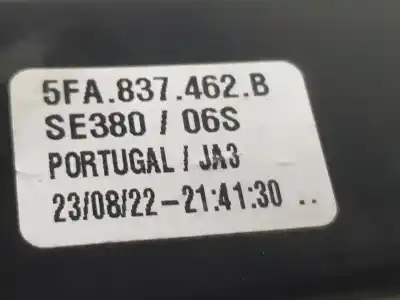 5FA.837.462.B
SE380 / 06S
PORTUGAL / JA3
23/08/22-21:41:30 ..